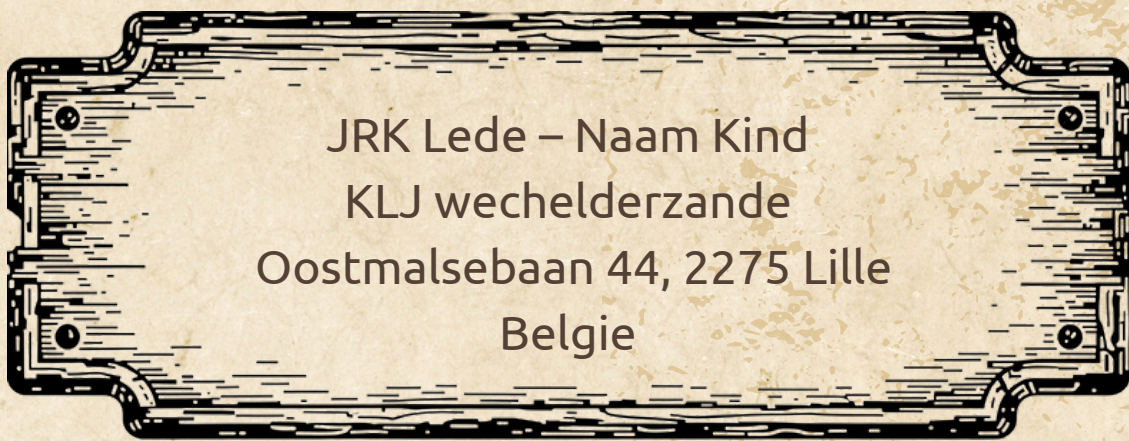 JRK Lede – Naam Kind
KLJ wechelderzande
Oostmalsebaan 44, 2275 Lille
Belgie